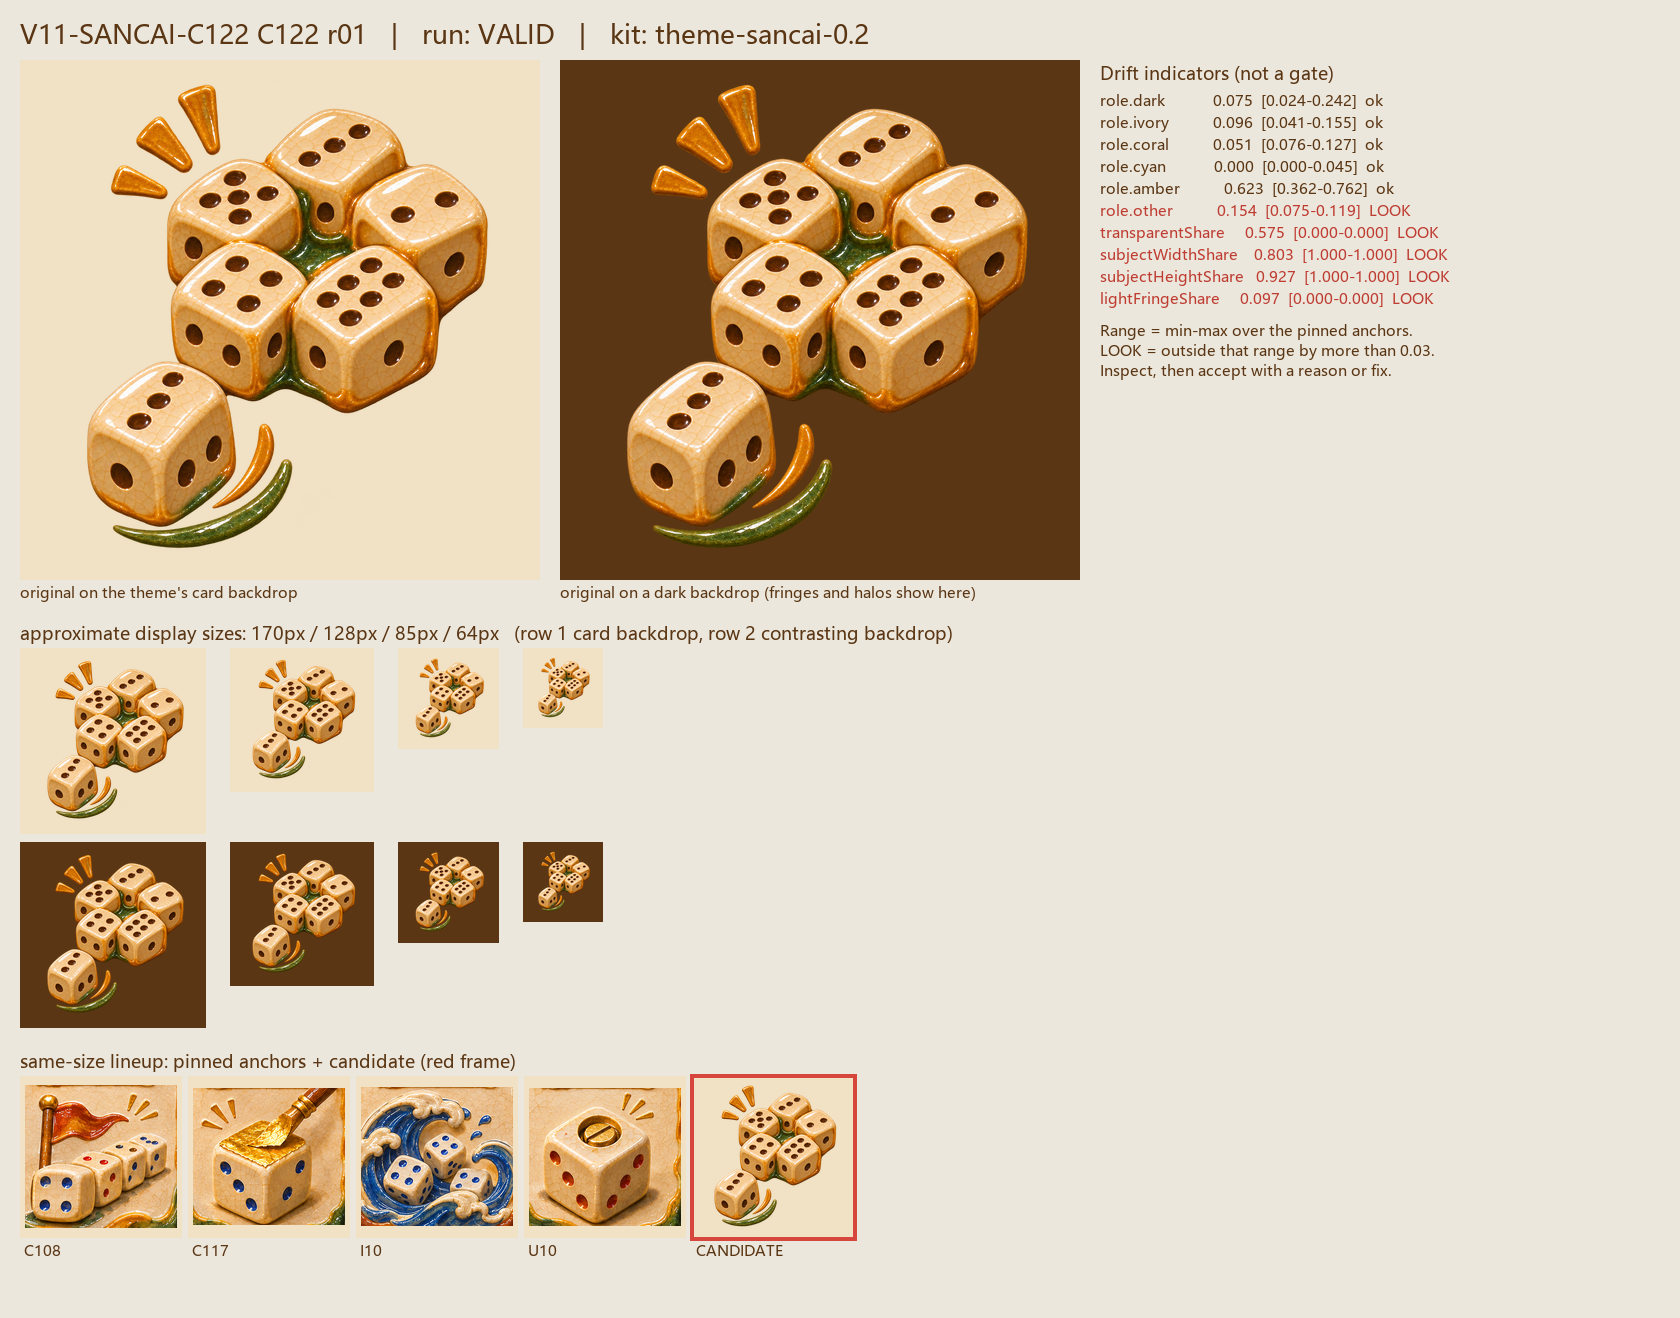 V11-SANCAI-C122 C122 r01 | run: VALID | kit: theme-sancai-0.2
Drift indicators (not a gate)
role.dark 0.075 [0.024-0.242] ok
role.ivory 0.096 [0.041-0.155] ok
role.coral 0.051 [0.076-0.127] ok
role.cyan 0.000 [0.000-0.045] ok
role.amber 0.623 [0.362-0.762] ok
role.other 0.154 [0.075-0.119] LOOK
transparentShare 0.575 [0.000-0.000] LOOK
subjectWidthShare 0.803 [1.000-1.000] LOOK
subjectHeightShare 0.927 [1.000-1.000] LOOK
lightFringeShare 0.097 [0.000-0.000] LOOK
Range = min-max over the pinned anchors.
LOOK = outside that range by more than 0.03.
Inspect, then accept with a reason or fix.
original on the theme's card backdrop
original on a dark backdrop (fringes and halos show here)
approximate display sizes: 170px / 128px / 85px / 64px (row 1 card backdrop, row 2 contrasting backdrop)
same-size lineup: pinned anchors + candidate (red frame)
C108
C117
I10
U10
CANDIDATE